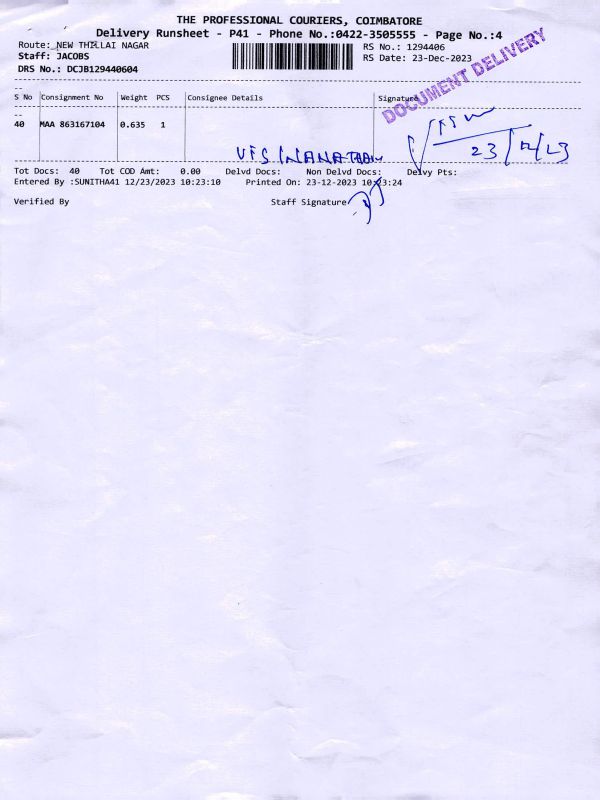 THE PROFESSIONAL COURIERS, COIMBATORE
Delivery Runsheet - P41 - Phone No.:0422-3505555 - Page No.:4
Route: NEW THILLAI NAGAR
RS No.: 1294406
Staff: JACOBS
RS Date: 23-Dec-2023
DRS No.: DCJB129440604
DOCUMENT DELIVERY
S No Consignment No Weight PCS Consignee Details Signature
40 MAA 863167104 0.635 1
23/12/23
Tot Docs: 40 Tot COD Amt: 0.00 Delvd Docs: Non Delvd Docs: Delvy Pts:
Entered By :SUNITHA41 12/23/2023 10:23:10 Printed On: 23-12-2023 10:23:24
Verified By Staff Signature